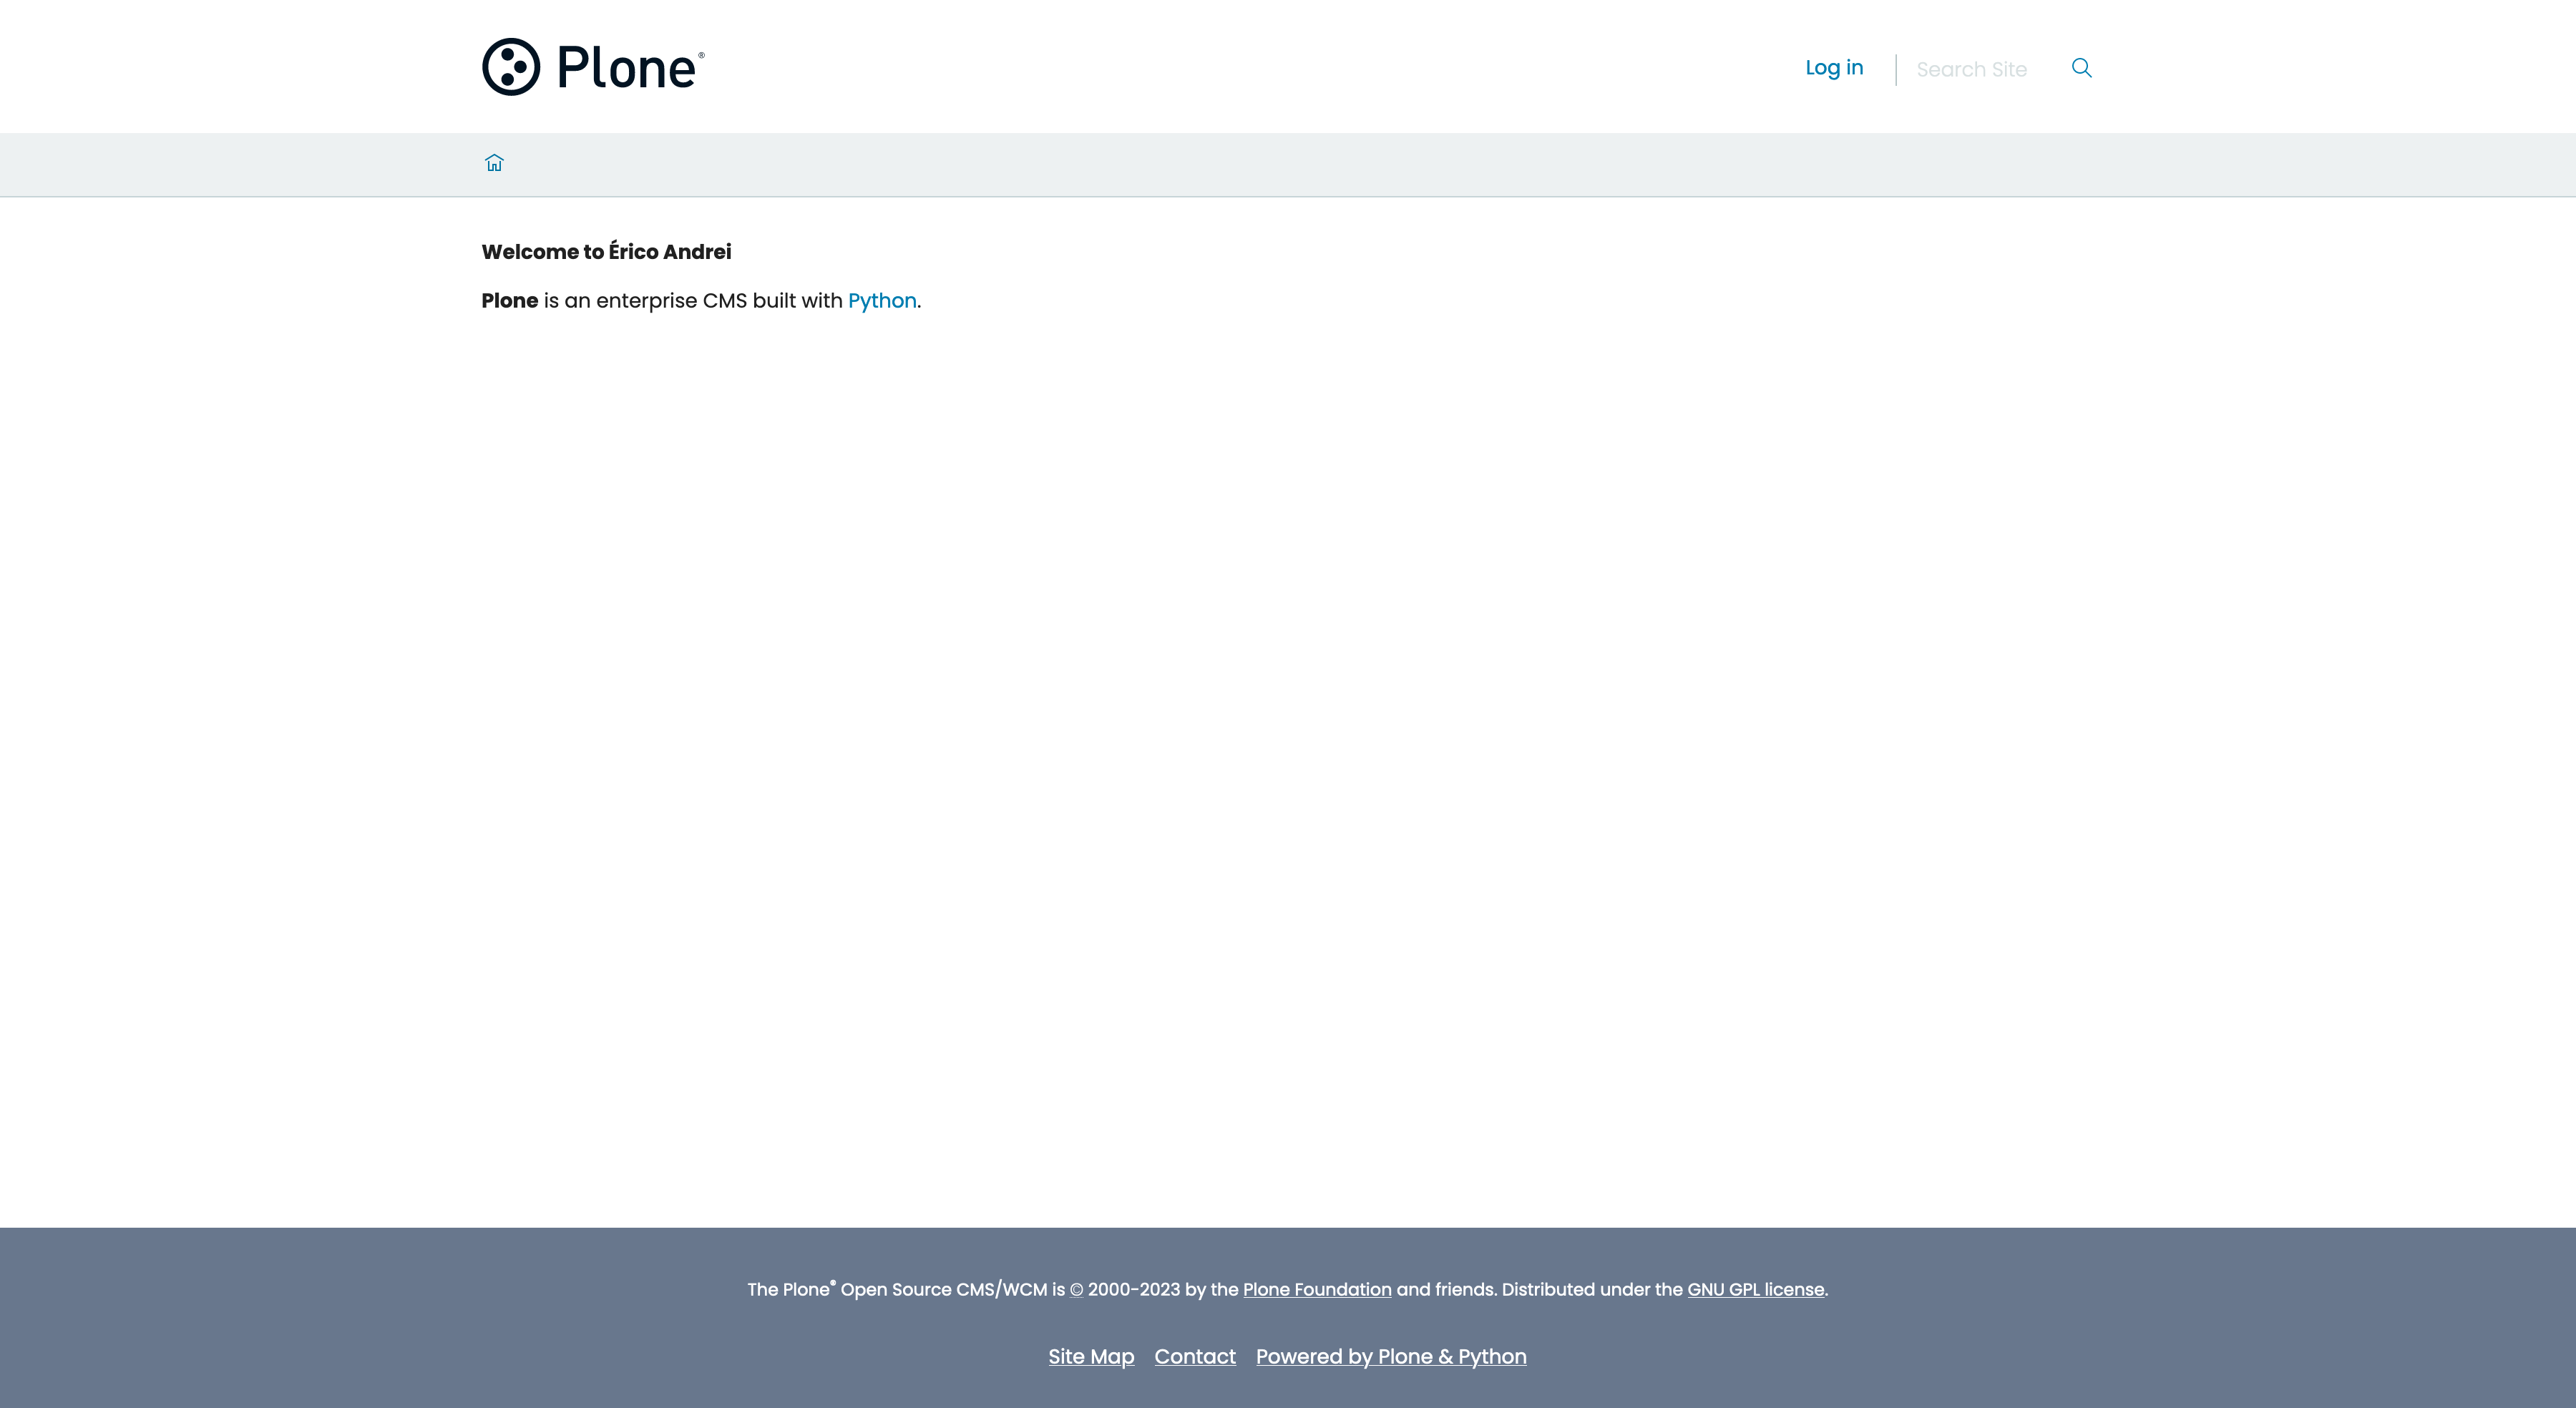 Plone®
Log in
Search Site
Welcome to Érico Andrei
Plone is an enterprise CMS built with Python.
The Plone® Open Source CMS/WCM is © 2000-2023 by the Plone Foundation and friends. Distributed under the GNU GPL license.
Site Map Contact Powered by Plone & Python